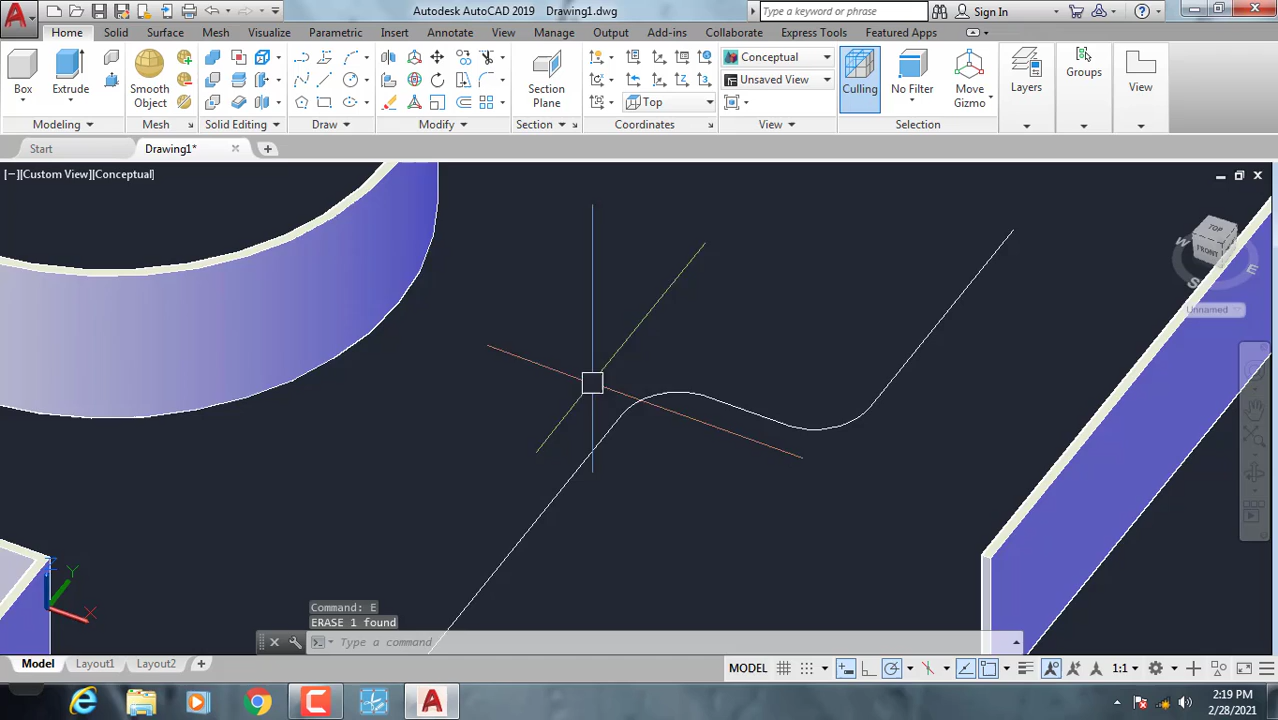 Autodesk AutoCAD 2019 Drawing1.dwg
Type a keyword or phrase
Sign In
Home Solid Surface Mesh Visualize Parametric Insert Annotate View Manage Output Add-ins Collaborate Express Tools Featured Apps
Box
Extrude
Smooth Object
Section Plane
Conceptual
Unsaved View
Top
Culling
No Filter
Move Gizmo
Layers
Groups
View
Modeling Mesh Solid Editing Draw Modify Section Coordinates View Selection
Start
Drawing1*
[−][Custom View][Conceptual]
TOP
FRONT
W
S
E
Unnamed
Z
Y
X
Command: E
ERASE 1 found
Type a command
Model Layout1 Layout2
MODEL
1:1
2:19 PM
2/28/2021